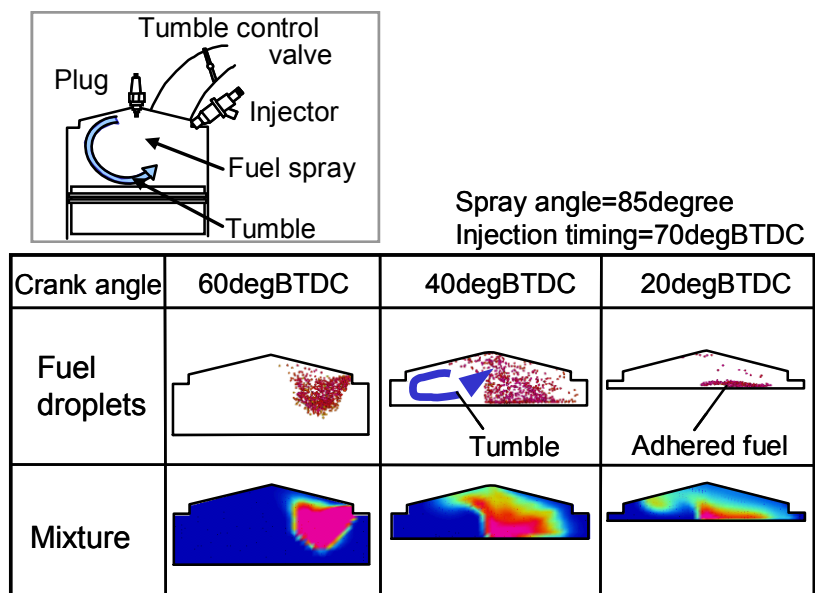 Tumble control
valve
Plug
Injector
Fuel spray
Tumble
Spray angle=85degree
Injection timing=70degBTDC
Crank angle 60degBTDC 40degBTDC 20degBTDC
Fuel
droplets
Tumble
Adhered fuel
Mixture